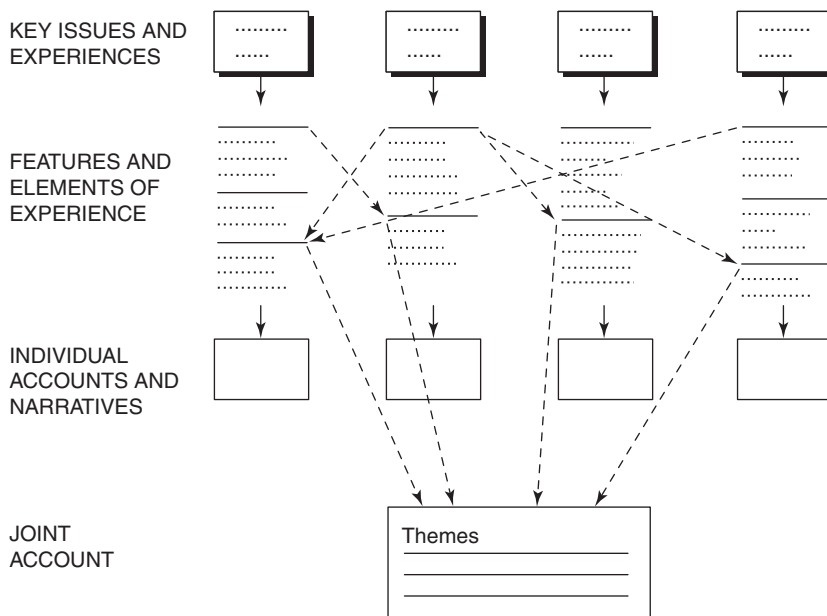 KEY ISSUES AND
EXPERIENCES
FEATURES AND
ELEMENTS OF
EXPERIENCE
INDIVIDUAL
ACCOUNTS AND
NARRATIVES
JOINT
ACCOUNT
Themes